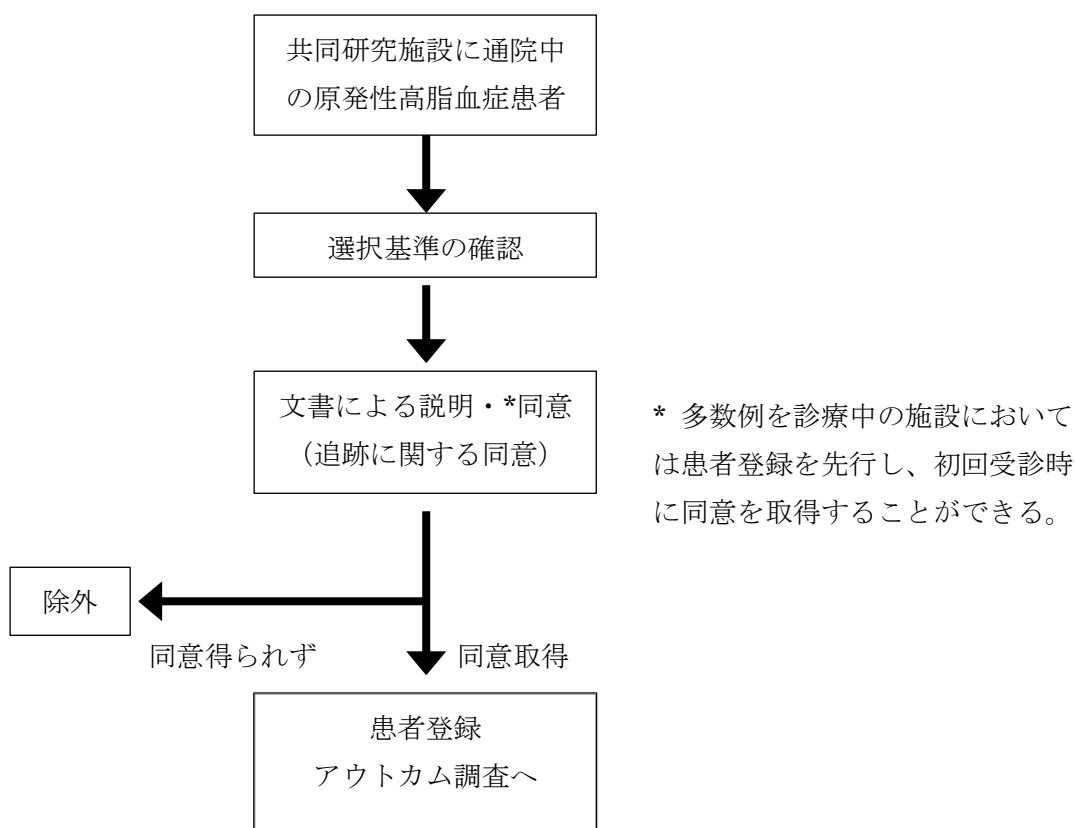 共同研究施設に通院中
の原発性高脂血症患者
選択基準の確認
文書による説明・*同意
（追跡に関する同意）
* 多数例を診療中の施設において
は患者登録を先行し、初回受診時
に同意を取得することができる。
除外
同意得られず
同意取得
患者登録
アウトカム調査へ